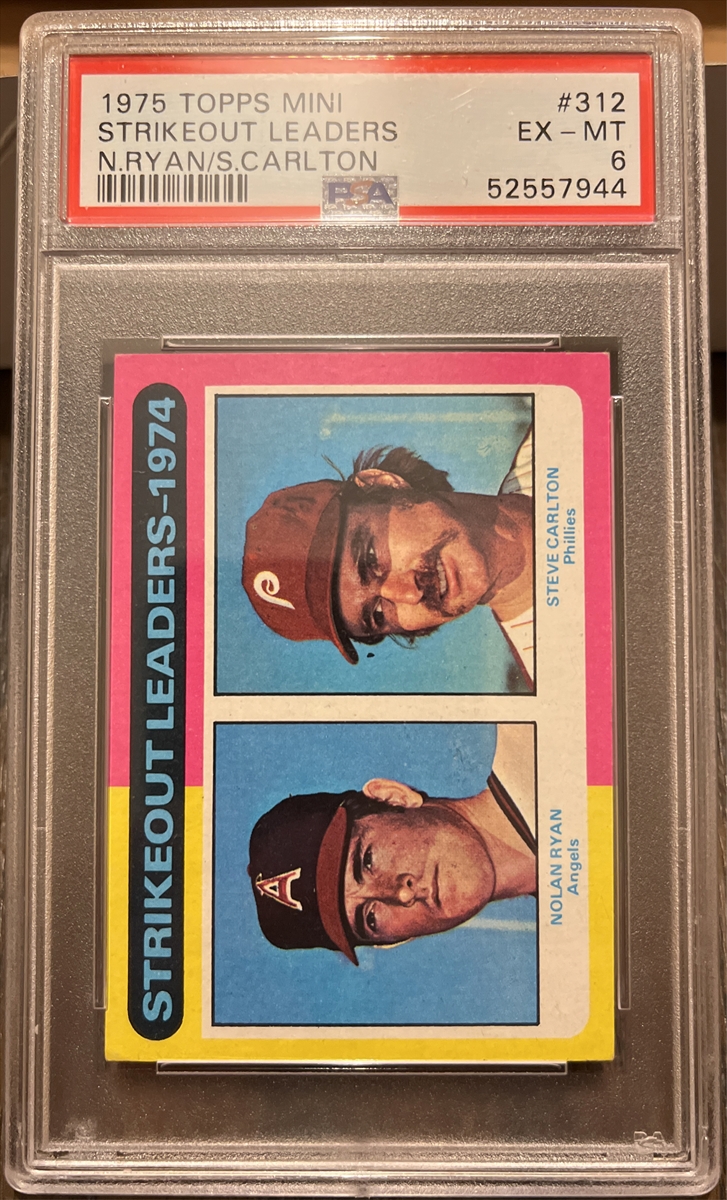 1975 TOPPS MINI #312
STRIKEOUT LEADERS EX - MT
N.RYAN/S.CARLTON 6
PSA 52557944
STRIKEOUT LEADERS-1974
P
STEVE CARLTON
Phillies
A
NOLAN RYAN
Angels
PSA